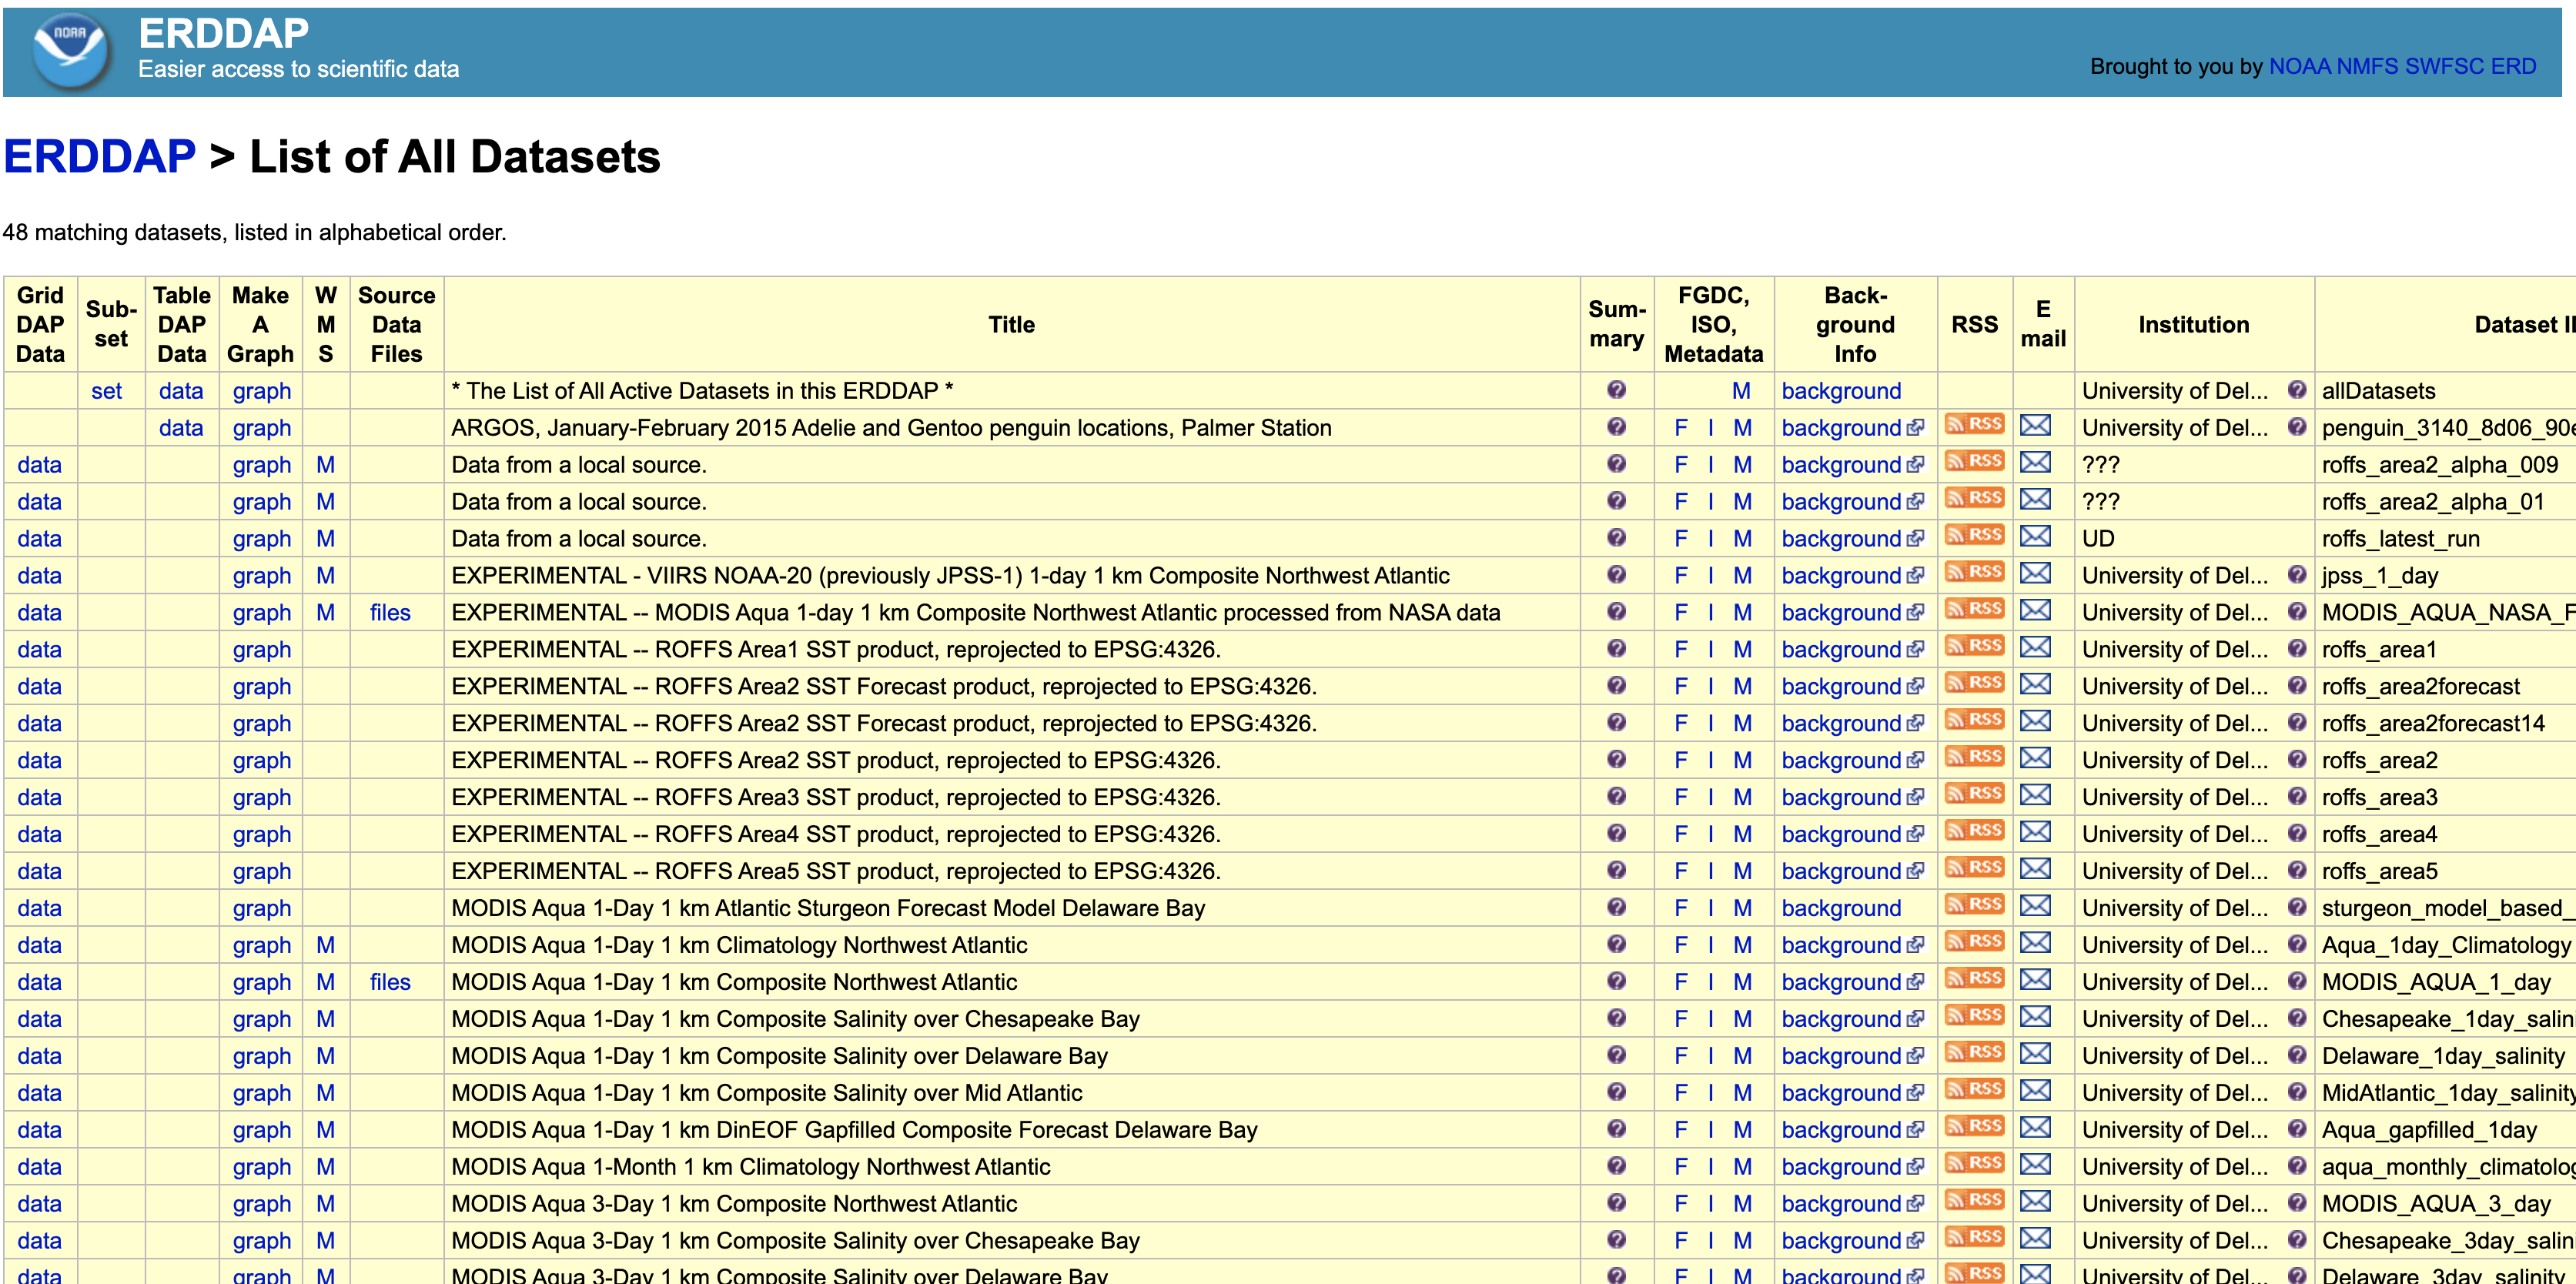 NOAA
ERDDAP
Easier access to scientific data
Brought to you by NOAA NMFS SWFSC ERD
ERDDAP > List of All Datasets
48 matching datasets, listed in alphabetical order.
Grid DAP Data Sub-set Table DAP Data Make A Graph W M S Source Data Files Title Sum-mary FGDC, ISO, Metadata Back-ground Info RSS E mail Institution Dataset
set data graph * The List of All Active Datasets in this ERDDAP * ? M background University of Del... ? allDatasets
data graph ARGOS, January-February 2015 Adelie and Gentoo penguin locations, Palmer Station ? F I M background RSS University of Del... ? penguin_3140_8d06_90e
data graph M Data from a local source. ? F I M background RSS ??? roffs_area2_alpha_009
data graph M Data from a local source. ? F I M background RSS ??? roffs_area2_alpha_01
data graph M Data from a local source. ? F I M background RSS UD roffs_latest_run
data graph M EXPERIMENTAL - VIIRS NOAA-20 (previously JPSS-1) 1-day 1 km Composite Northwest Atlantic ? F I M background RSS University of Del... ? jpss_1_day
data graph M files EXPERIMENTAL -- MODIS Aqua 1-day 1 km Composite Northwest Atlantic processed from NASA data ? F I M background RSS University of Del... ? MODIS_AQUA_NASA_F
data graph EXPERIMENTAL -- ROFFS Area1 SST product, reprojected to EPSG:4326. ? F I M background RSS University of Del... ? roffs_area1
data graph EXPERIMENTAL -- ROFFS Area2 SST Forecast product, reprojected to EPSG:4326. ? F I M background RSS University of Del... ? roffs_area2forecast
data graph EXPERIMENTAL -- ROFFS Area2 SST Forecast product, reprojected to EPSG:4326. ? F I M background RSS University of Del... ? roffs_area2forecast14
data graph EXPERIMENTAL -- ROFFS Area2 SST product, reprojected to EPSG:4326. ? F I M background RSS University of Del... ? roffs_area2
data graph EXPERIMENTAL -- ROFFS Area3 SST product, reprojected to EPSG:4326. ? F I M background RSS University of Del... ? roffs_area3
data graph EXPERIMENTAL -- ROFFS Area4 SST product, reprojected to EPSG:4326. ? F I M background RSS University of Del... ? roffs_area4
data graph EXPERIMENTAL -- ROFFS Area5 SST product, reprojected to EPSG:4326. ? F I M background RSS University of Del... ? roffs_area5
data graph MODIS Aqua 1-Day 1 km Atlantic Sturgeon Forecast Model Delaware Bay ? F I M background RSS University of Del... ? sturgeon_model_based_
data graph M MODIS Aqua 1-Day 1 km Climatology Northwest Atlantic ? F I M background RSS University of Del... ? Aqua_1day_Climatology
data graph M files MODIS Aqua 1-Day 1 km Composite Northwest Atlantic ? F I M background RSS University of Del... ? MODIS_AQUA_1_day
data graph M MODIS Aqua 1-Day 1 km Composite Salinity over Chesapeake Bay ? F I M background RSS University of Del... ? Chesapeake_1day_salin
data graph M MODIS Aqua 1-Day 1 km Composite Salinity over Delaware Bay ? F I M background RSS University of Del... ? Delaware_1day_salinity
data graph M MODIS Aqua 1-Day 1 km Composite Salinity over Mid Atlantic ? F I M background RSS University of Del... ? MidAtlantic_1day_salinity
data graph M MODIS Aqua 1-Day 1 km DinEOF Gapfilled Composite Forecast Delaware Bay ? F I M background RSS University of Del... ? Aqua_gapfilled_1day
data graph M MODIS Aqua 1-Month 1 km Climatology Northwest Atlantic ? F I M background RSS University of Del... ? aqua_monthly_climatolog
data graph M MODIS Aqua 3-Day 1 km Composite Northwest Atlantic ? F I M background RSS University of Del... ? MODIS_AQUA_3_day
data graph M MODIS Aqua 3-Day 1 km Composite Salinity over Chesapeake Bay ? F I M background RSS University of Del... ? Chesapeake_3day_salin
data graph M MODIS Aqua 3-Day 1 km Composite Salinity over Delaware Bay ? F I M background RSS University of Del... ? Delaware_3day_salinity